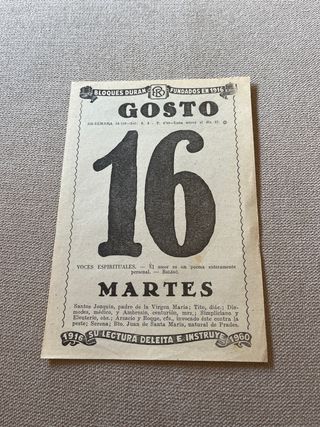 BLOQUES DURAN FUNDADOS EN 1916
GOSTO
16
VOCES ESPIRITUALES. — El amor es un poema enteramente
personal. — Balzac.
MARTES
Santos Joaquín, padre de la Virgen María; Tito, diác.; Dio-
medes, médico, y Ambrosio, centurión, mrs.; Simpliciano y
Eleuterio, obs.; Arsacio y Roque, cfs., invocado éste contra la
peste; Serena; Bto. Juan de Santa Marta, natural de Prades.
1916 SU LECTURA DELEITA E INSTRUYE 1960